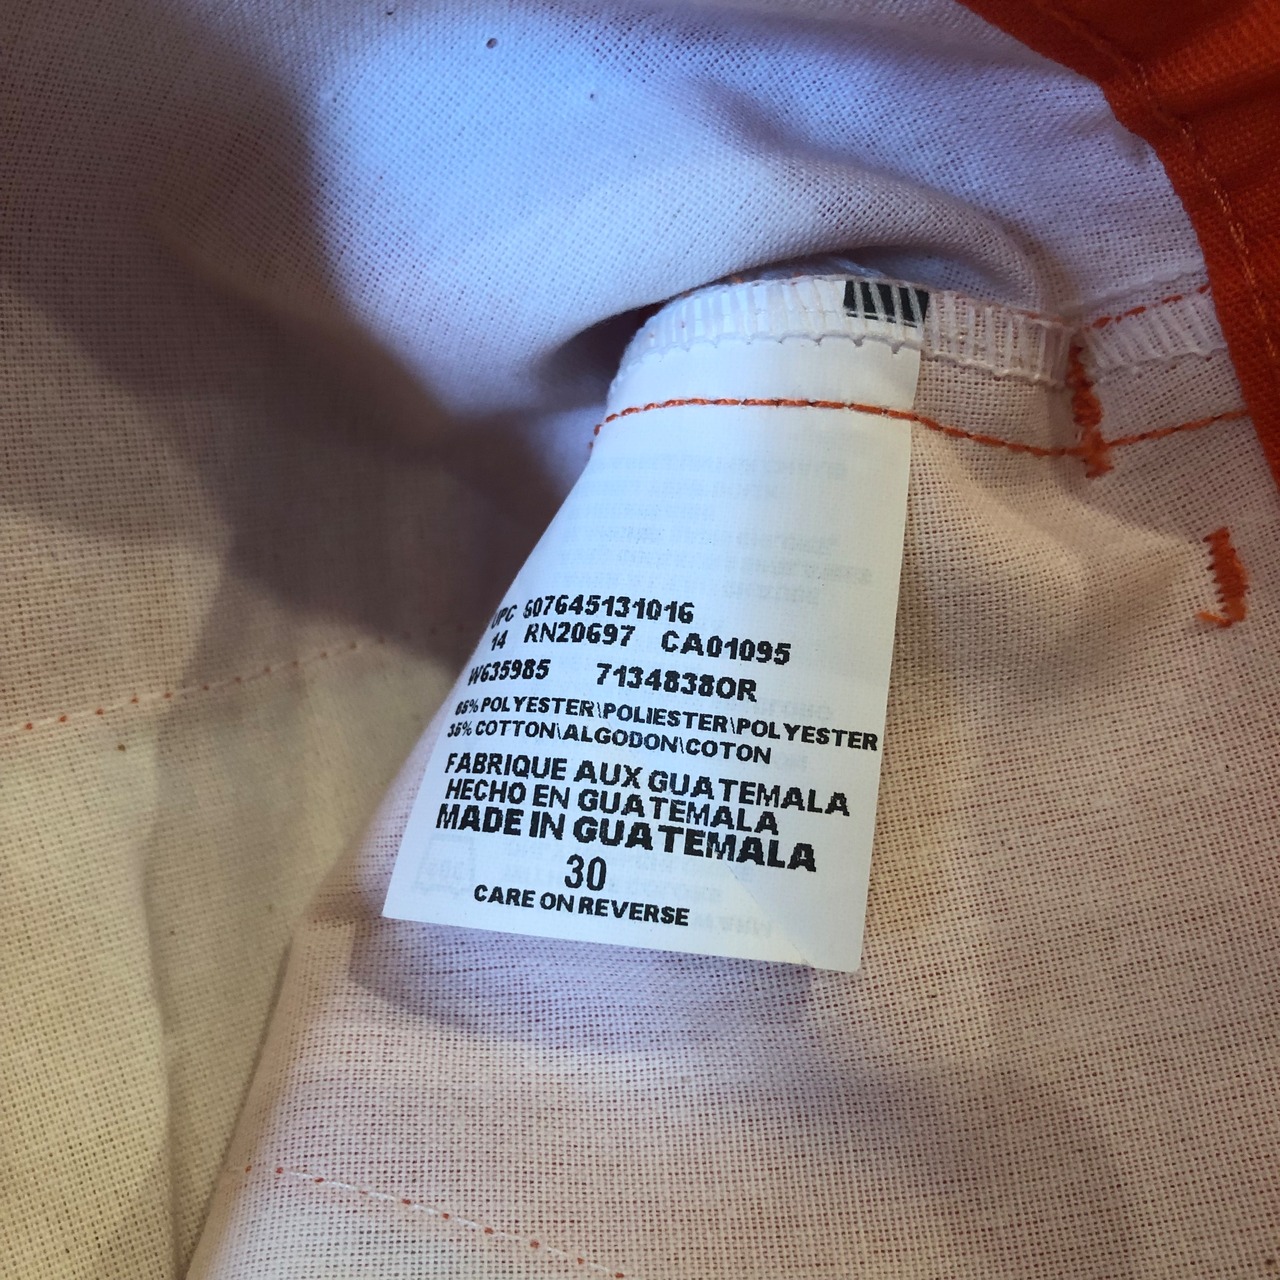 UPC 607645131016
14 RN20697 CA01095
W635985 7134838OR
65% POLYESTER\POLIESTER\POLYESTER
35% COTTON\ALGODON\COTON
FABRIQUE AUX GUATEMALA
HECHO EN GUATEMALA
MADE IN GUATEMALA
30
CARE ON REVERSE